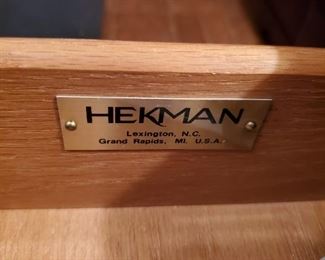 HEKMAN
Lexington, N.C.
Grand Rapids, MI. U.S.A.